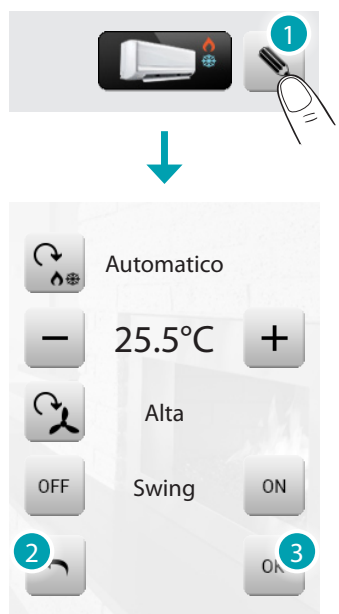 1
Automatico
− 25.5°C +
Alta
OFF Swing ON
2 OK 3